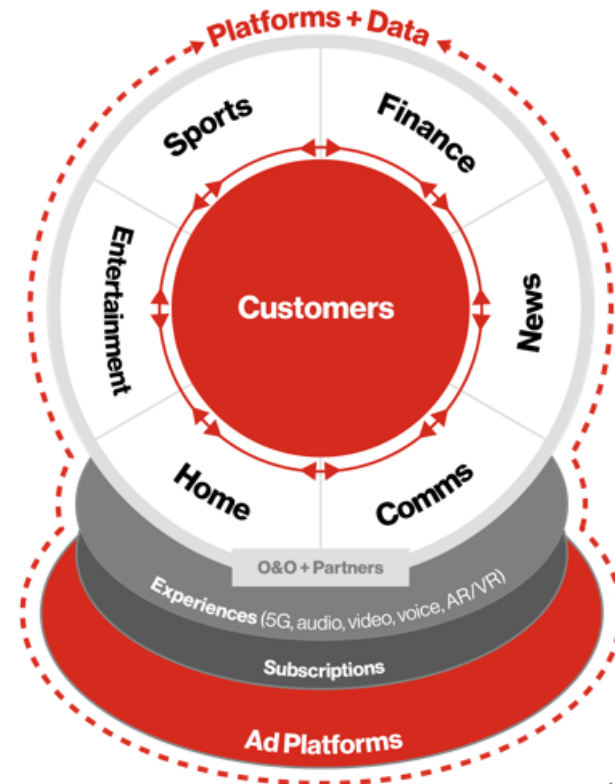 Platforms + Data
Sports
Finance
Entertainment
Customers
News
Home
Comms
O&O + Partners
Experiences (5G, audio, video, voice, AR/VR)
Subscriptions
Ad Platforms